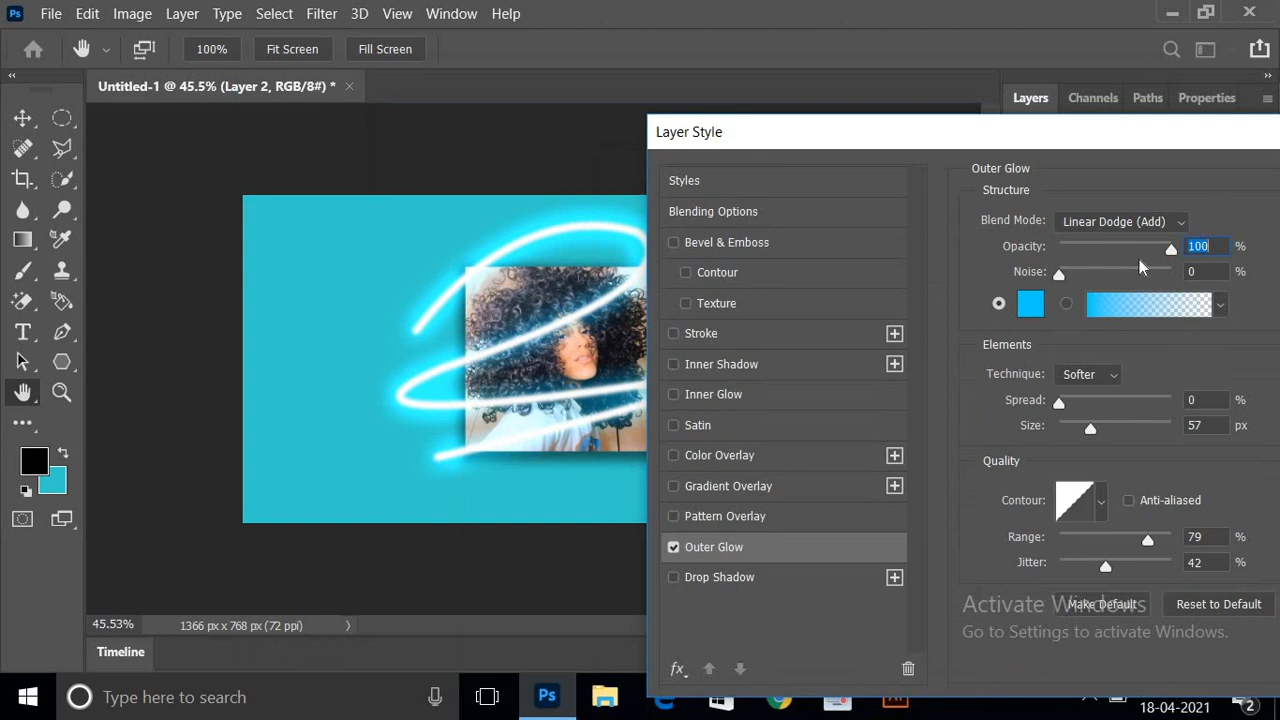 Ps File Edit Image Layer Type Select Filter 3D View Window Help
100% Fit Screen Fill Screen
Untitled-1 @ 45.5% (Layer 2, RGB/8#) *
Layers Channels Paths Properties
Layer Style
Styles
Blending Options
Bevel & Emboss
Contour
Texture
Stroke
Inner Shadow
Inner Glow
Satin
Color Overlay
Gradient Overlay
Pattern Overlay
Outer Glow
Drop Shadow
fx
Outer Glow
Structure
Blend Mode: Linear Dodge (Add)
Opacity: 100 %
Noise: 0 %
Elements
Technique: Softer
Spread: 0 %
Size: 57 px
Quality
Contour: Anti-aliased
Range: 79 %
Jitter: 42 %
Make Default Reset to Default
Activate Windows
Go to Settings to activate Windows.
45.53% 1366 px x 768 px (72 ppi)
Timeline
Type here to search
Ps
18-04-2021
2